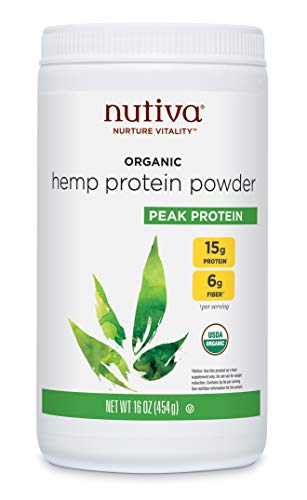 nutiva®
NURTURE VITALITY™
ORGANIC
hemp protein powder
PEAK PROTEIN
15g
PROTEIN
6g
FIBER
per serving
USDA
ORGANIC
NET WT 16 OZ (454g) U